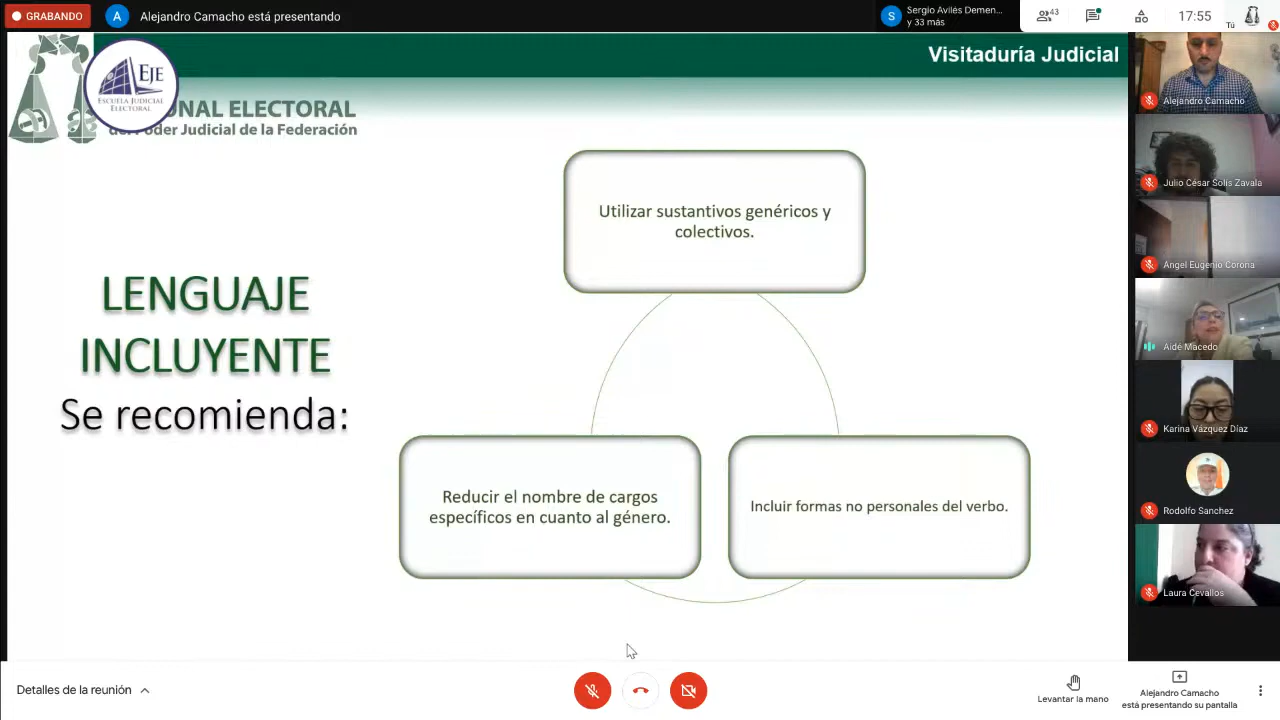 GRABANDO
A
Alejandro Camacho está presentando
S
Sergio Avilés Demen...
y 33 más
43
17:55
Tú
Visitaduría Judicial
EJE
ESCUELA JUDICIAL
ELECTORAL
ONAL ELECTORAL
del Poder Judicial de la Federación
LENGUAJE
INCLUYENTE
Se recomienda:
Utilizar sustantivos genéricos y
colectivos.
Reducir el nombre de cargos
específicos en cuanto al género.
Incluir formas no personales del verbo.
Alejandro Camacho
Julio César Solis Zavala
Angel Eugenio Corona
Aidé Macedo
Karina Vázquez Díaz
Rodolfo Sanchez
Laura Cevallos
Detalles de la reunión
Levantar la mano
Alejandro Camacho
está presentando su pantalla